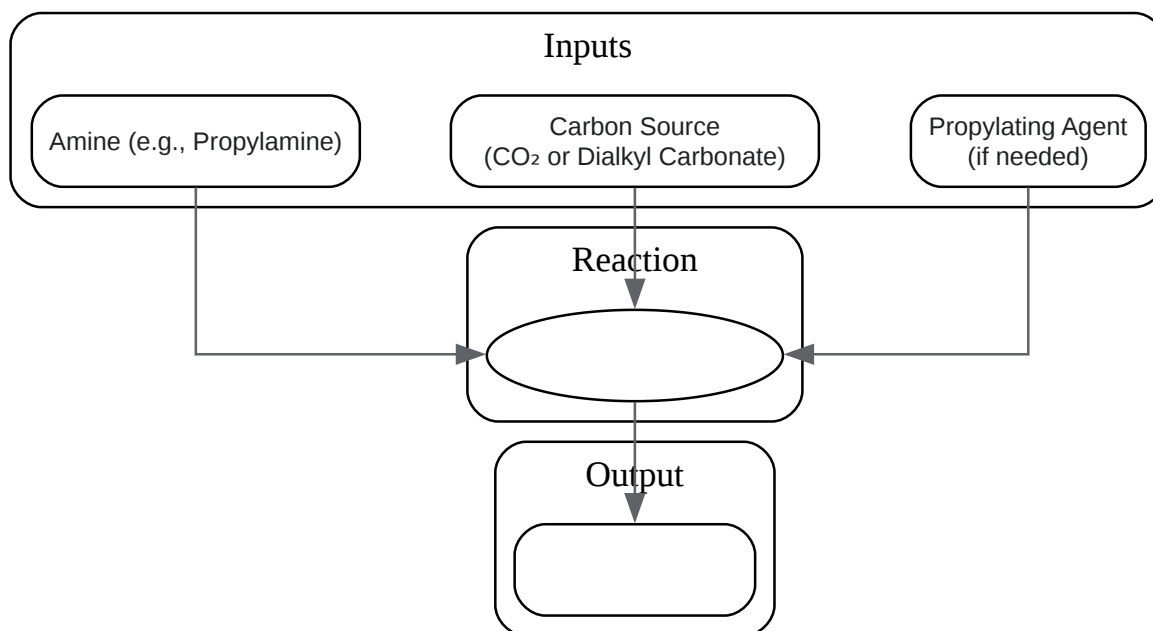 Inputs
Amine (e.g., Propylamine)
Carbon Source
(CO₂ or Dialkyl Carbonate)
Propylating Agent
(if needed)
Reaction
Output